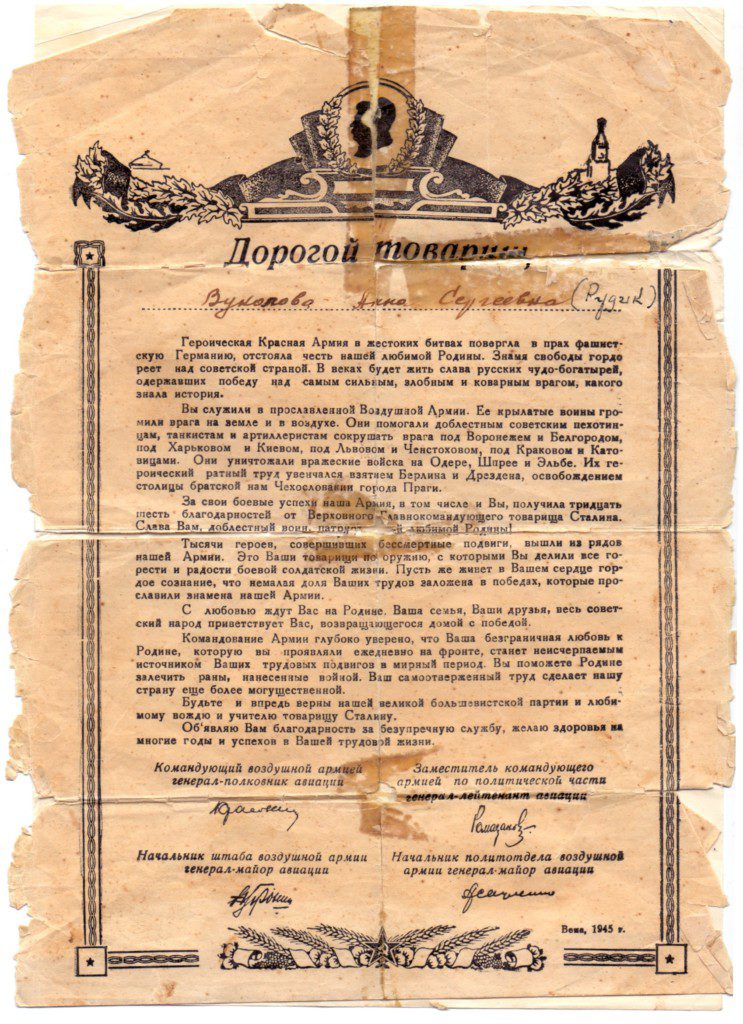 Дорогой товарищ,
Анна Сергеевна (Рудик)
Героическая Красная Армия в жестоких битвах повергла в прах фашист-
скую Германию, отстояла честь нашей любимой Родины. Знамя свободы гордо
реет над советской страной. В веках будет жить слава русских чудо-богатырей,
одержавших победу над самым сильным, злобным и коварным врагом, какого
знала история.
Вы служили в прославленной Воздушной Армии. Ее крылатые воины гро-
мили врага на земле и в воздухе. Они помогали доблестным советским пехотин-
цам, танкистам и артиллеристам сокрушать врага под Воронежем и Белгородом,
под Харьковом и Киевом, под Львовом и Ченстоховом, под Краковом и Като-
вицами. Они уничтожали вражеские войска на Одере, Шпрее и Эльбе. Их ге-
роический ратный труд увенчался взятием Берлина и Дрездена, освобождением
столицы братской нам Чехословакии города Праги.
За свои боевые успехи наша Армия, в том числе и Вы, получила тридцать
шесть благодарностей от Верховного Главнокомандующего товарища Сталина.
Слава Вам, доблестный воин, любимой Родины!
Тысячи героев, совершивших бессмертные подвиги, вышли из рядов
нашей Армии. Это Ваши товарищи по оружию, с которыми Вы делили все го-
рести и радости боевой солдатской жизни. Пусть же живет в Вашем сердце гор-
дое сознание, что немалая доля Ваших трудов заложена в победах, которые про-
славили знамена нашей Армии.
С любовью ждут Вас на Родине. Ваша семья, Ваши друзья, весь совет-
ский народ приветствует Вас, возвращающегося домой с победой.
Командование Армии глубоко уверено, что Ваша безграничная любовь к
Родине, которую вы проявляли ежедневно на фронте, станет неисчерпаемым
источником Ваших трудовых подвигов в мирный период. Вы поможете Родине
залечить раны, нанесенные войной. Ваш самоотверженный труд сделает нашу
страну еще более могущественной.
Будьте и впредь верны нашей великой большевистской партии и люби-
мому вождю и учителю товарищу Сталину.
Об'являю Вам благодарность за безупречную службу, желаю здоровья на
многие годы и успехов в Вашей трудовой жизни.
Командующий воздушной армией
генерал-полковник авиации
Заместитель командующего
армией по политической части
генерал-лейтенант авиации
Начальник штаба воздушной армии
генерал-майор авиации
Начальник политотдела воздушной
армии генерал-майор авиации
Вена, 1945 г.